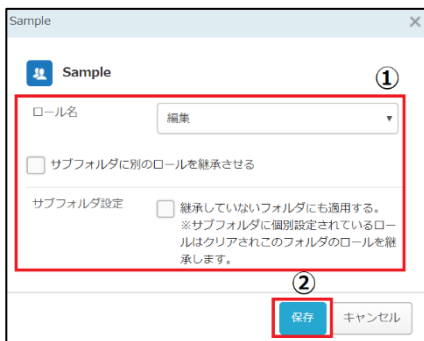 Sample
×
Sample
①
ロール名
編集
サブフォルダに別のロールを継承させる
サブフォルダ設定
継承していないフォルダにも適用する。
※サブフォルダに個別設定されているロー
ルはクリアされこのフォルダのロールを継
承します。
②
保存
キャンセル